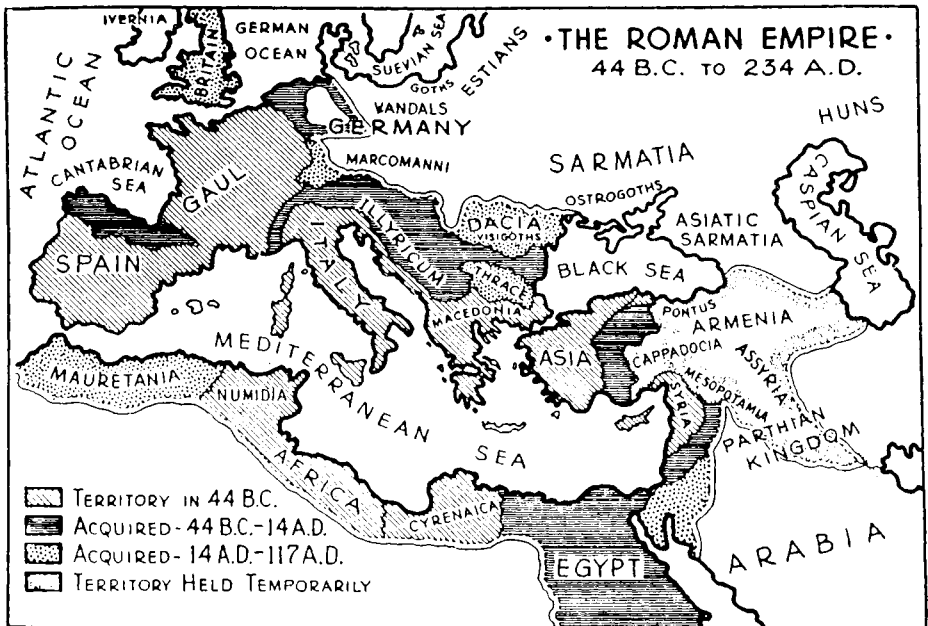 · THE ROMAN EMPIRE ·
44 B.C. TO 234 A.D.
IVERNIA
BRITAIN
GERMAN
OCEAN
SUEVIAN SEA
GOTHS
ESTIANS
ATLANTIC
OCEAN
VANDALS
GERMANY
HUNS
CANTABRIAN
SEA
GAUL
MARCOMANNI
SARMATIA
CASPIAN SEA
OSTROGOTHS
ILLYRICUM
DACIA
VISIGOTHS
ASIATIC
SARMATIA
SPAIN
ITALY
THRACE
BLACK SEA
MACEDONIA
PONTUS
ARMENIA
MEDITERRANEAN SEA
ASIA
CAPPADOCIA
ASSYRIA
MAURETANIA
NUMIDIA
SYRIA
MESOPOTAMIA
PARTHIAN
KINGDOM
AFRICA
CYRENAICA
EGYPT
ARABIA
TERRITORY IN 44 B.C.
ACQUIRED - 44 B.C.-14 A.D.
ACQUIRED - 14 A.D.-117 A.D.
TERRITORY HELD TEMPORARILY